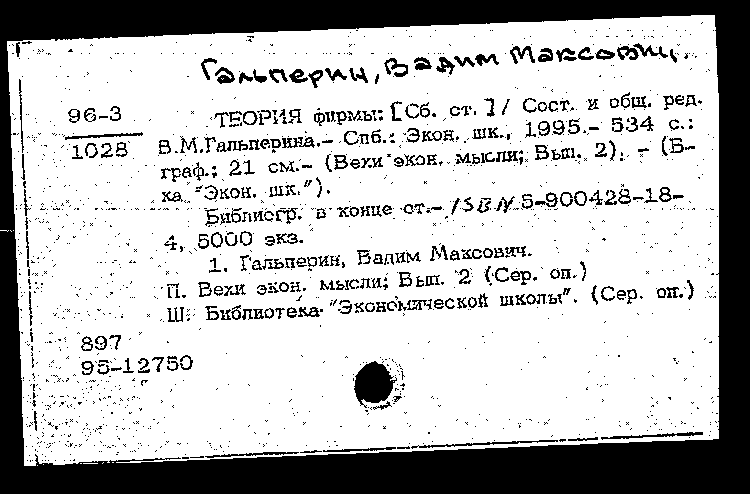 Гальперин, Вадим Максович.
96-3
1028
ТЕОРИЯ фирмы: [Сб. ст.] / Сост. и общ. ред.
В.М.Гальперина.- Спб.: Экон. шк., 1995.- 534 с.:
граф.; 21 см.- (Вехи экон. мысли; Вып. 2). - (Б-
ка "Экон. шк.").
Библиогр. в конце ст.- ISBN 5-900428-18-
4, 5000 экз.
1. Гальперин, Вадим Максович.
П. Вехи экон. мысли; Вып. 2 (Сер. оп.)
Ш. Библиотека "Экономической школы". (Сер. оп.)
897
95-12750